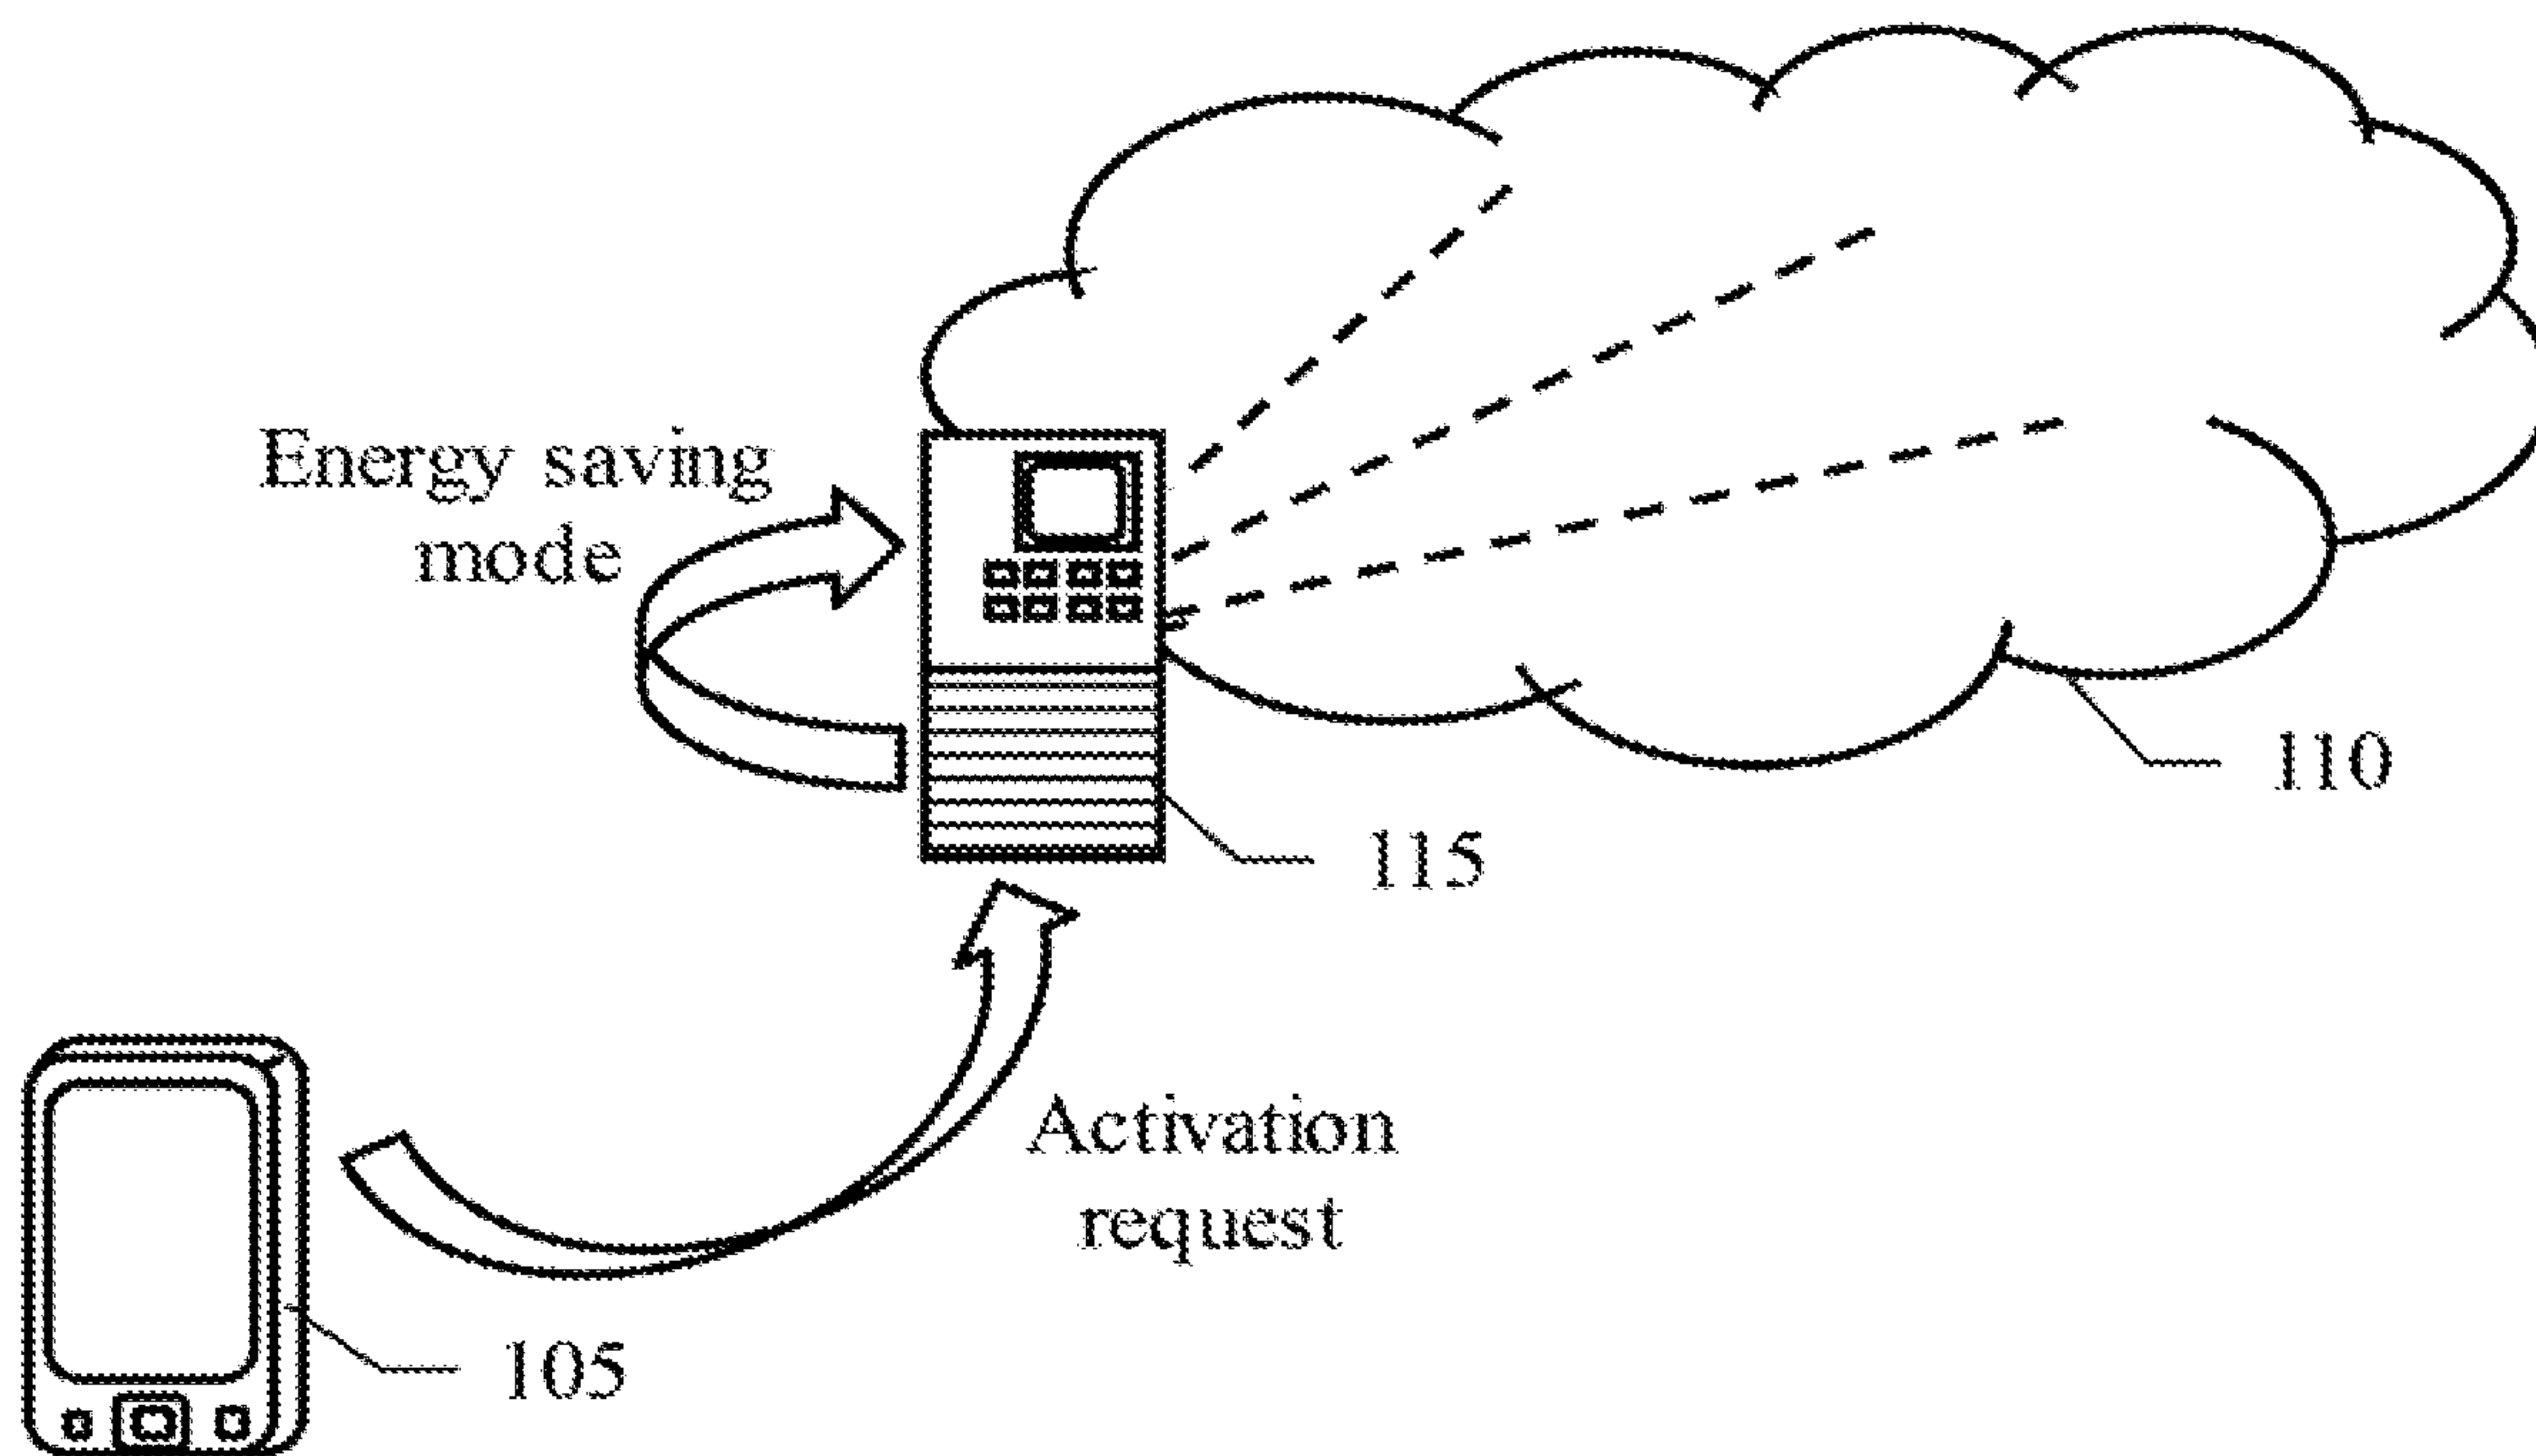 Energy saving
mode
110
115
Activation
request
105